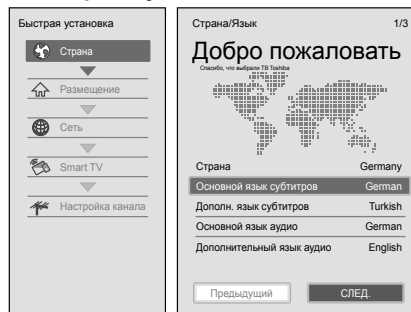 Быстрая установка
Страна
Размещение
Сеть
Smart TV
Настройка канала
Страна/Язык 1/3
Добро пожаловать
Спасибо, что выбрали ТВ Toshiba
Страна Germany
Основной язык субтитров German
Дополн. язык субтитров Turkish
Основной язык аудио German
Дополнительный язык аудио English
Предыдущий СЛЕД.